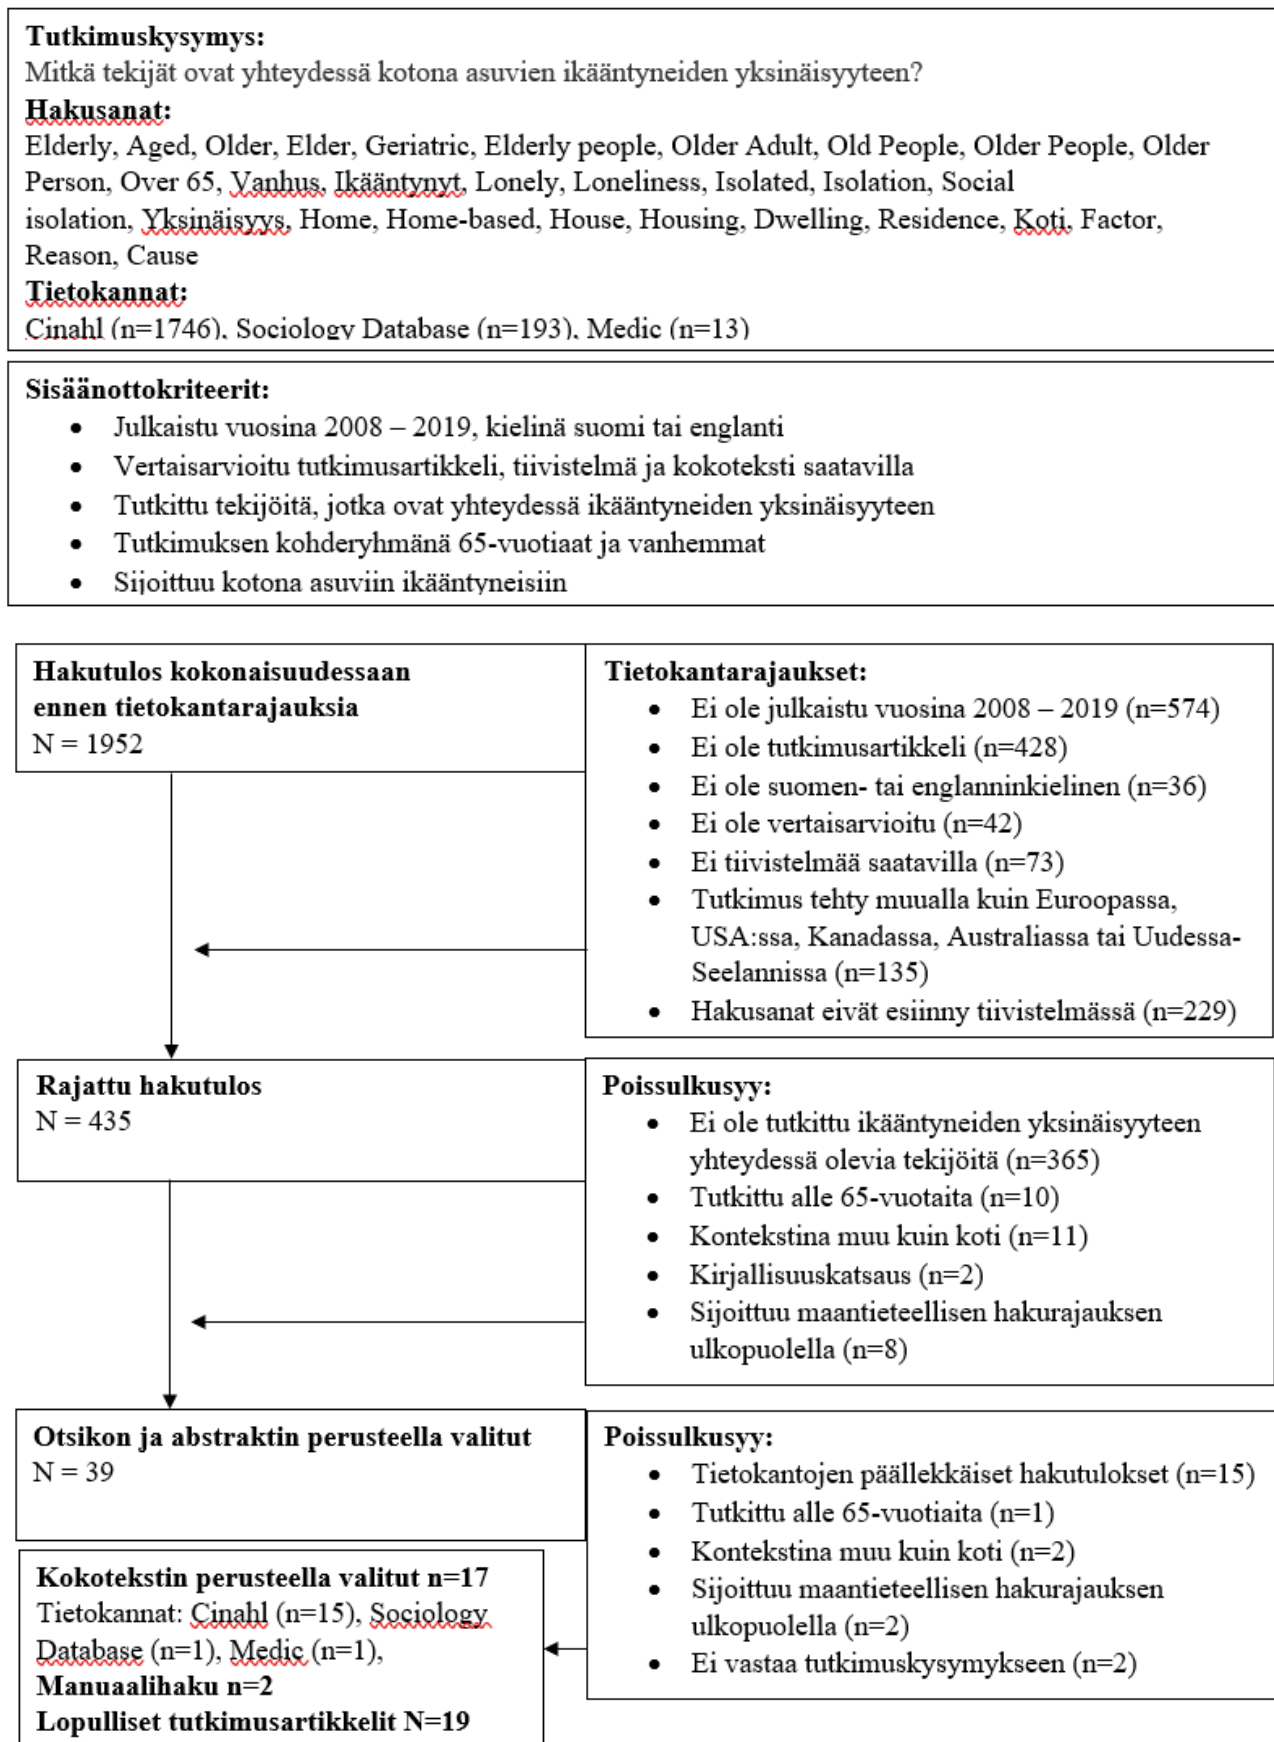 Tutkimuskysymys:
Mitkä tekijät ovat yhteydessä kotona asuvien ikääntyneiden yksinäisyyteen?
Hakusanat:
Elderly, Aged, Older, Elder, Geriatric, Elderly people, Older Adult, Old People, Older People, Older
Person, Over 65, Vanhus, Ikääntynyt, Lonely, Loneliness, Isolated, Isolation, Social
isolation, Yksinäisyys, Home, Home-based, House, Housing, Dwelling, Residence, Koti, Factor,
Reason, Cause
Tietokannat:
Cinahl (n=1746), Sociology Database (n=193), Medic (n=13)
Sisäänottokriteerit:
• Julkaistu vuosina 2008 – 2019, kielinä suomi tai englanti
• Vertaisarvioitu tutkimusartikkeli, tiivistelmä ja kokoteksti saatavilla
• Tutkittu tekijöitä, jotka ovat yhteydessä ikääntyneiden yksinäisyyteen
• Tutkimuksen kohderyhmänä 65-vuotiaat ja vanhemmat
• Sijoittuu kotona asuviin ikääntyneisiin
Hakutulos kokonaisuudessaan
ennen tietokantarajauksia
N = 1952
Tietokantarajaukset:
• Ei ole julkaistu vuosina 2008 – 2019 (n=574)
• Ei ole tutkimusartikkeli (n=428)
• Ei ole suomen- tai englanninkielinen (n=36)
• Ei ole vertaisarvioitu (n=42)
• Ei tiivistelmää saatavilla (n=73)
• Tutkimus tehty muualla kuin Euroopassa,
USA:ssa, Kanadassa, Australiassa tai Uudessa-
Seelannissa (n=135)
• Hakusanat eivät esiinny tiivistelmässä (n=229)
Rajattu hakutulos
N = 435
Poissulkusyy:
• Ei ole tutkittu ikääntyneiden yksinäisyyteen
yhteydessä olevia tekijöitä (n=365)
• Tutkittu alle 65-vuotaita (n=10)
• Kontekstina muu kuin koti (n=11)
• Kirjallisuuskatsaus (n=2)
• Sijoittuu maantieteellisen hakurajauksen
ulkopuolella (n=8)
Otsikon ja abstraktin perusteella valitut
N = 39
Poissulkusyy:
• Tietokantojen päällekkäiset hakutulokset (n=15)
• Tutkittu alle 65-vuotiaita (n=1)
• Kontekstina muu kuin koti (n=2)
• Sijoittuu maantieteellisen hakurajauksen
ulkopuolella (n=2)
• Ei vastaa tutkimuskysymykseen (n=2)
Kokotekstin perusteella valitut n=17
Tietokannat: Cinahl (n=15), Sociology
Database (n=1), Medic (n=1),
Manuaalihaku n=2
Lopulliset tutkimusartikkelit N=19